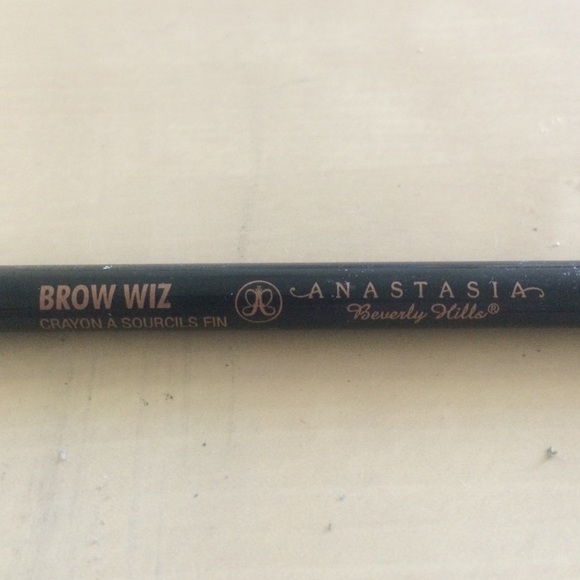 BROW WIZ
CRAYON À SOURCILS FIN
ANASTASIA
Beverly Hills®